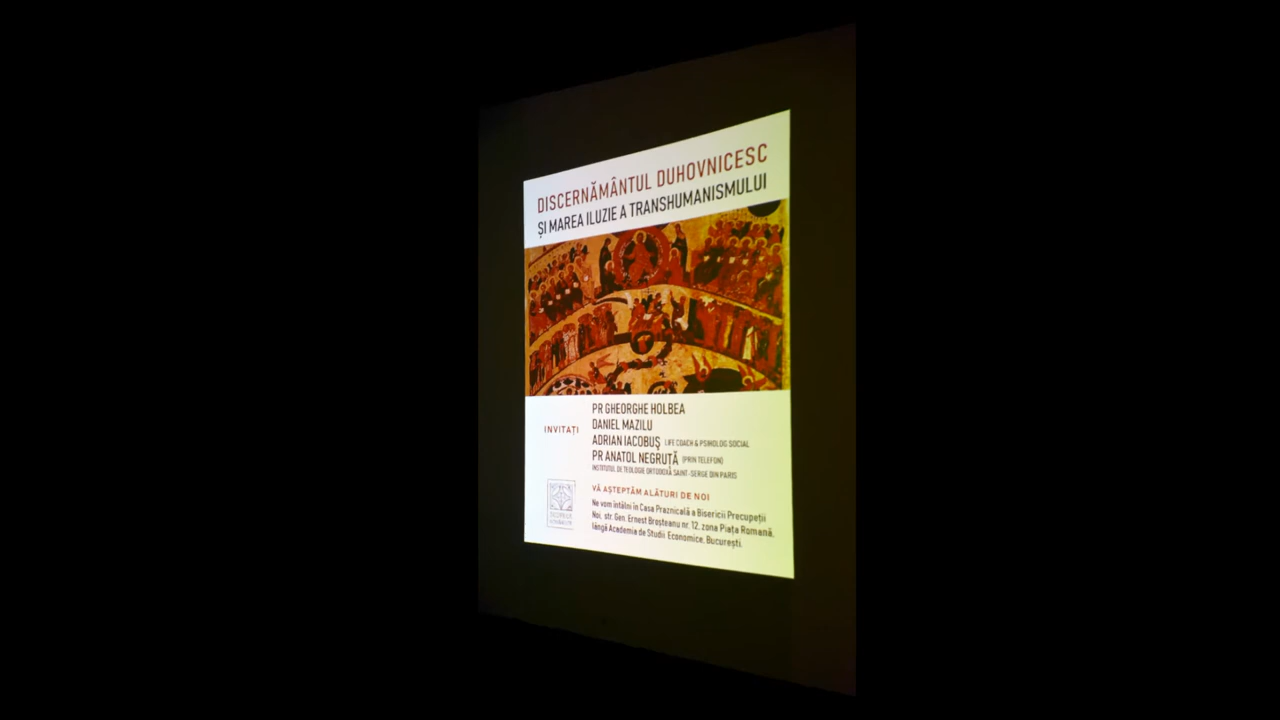 DISCERNĂMÂNTUL DUHOVNICESC
ȘI MAREA ILUZIE A TRANSHUMANISMULUI
INVITAȚI
PR GHEORGHE HOLBEA
DANIEL MAZILU
ADRIAN IACOBUȘ LIFE COACH & PSIHOLOG SOCIAL
PR ANATOL NEGRUȚĂ (PRIN TELEFON)
INSTITUTUL DE TEOLOGIE ORTODOXĂ SAINT-SERGE DIN PARIS
VĂ AȘTEPTĂM ALĂTURI DE NOI
Ne vom întâlni în Casa Praznicală a Bisericii Precupeții
Noi, str. Gen. Ernest Broșteanu nr. 12, zona Piața Romană,
lângă Academia de Studii Economice, București.